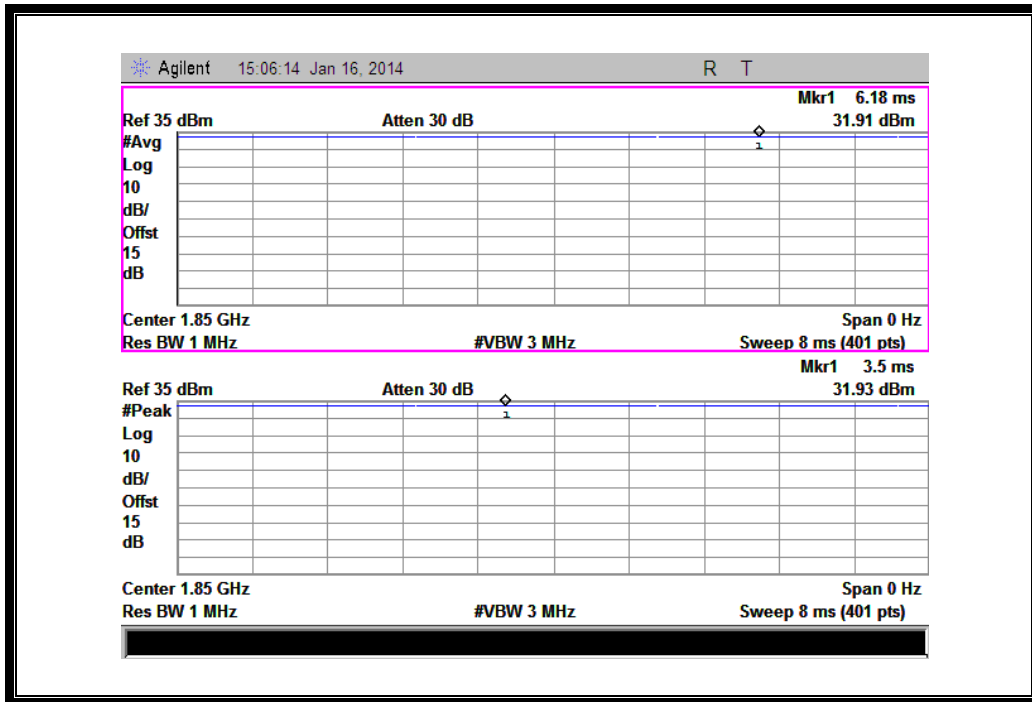 Agilent 15:06:14 Jan 16, 2014 R T
Mkr1 6.18 ms
Ref 35 dBm Atten 30 dB 31.91 dBm
#Avg
1
Log
10
dB/
Offst
15
dB
Center 1.85 GHz Span 0 Hz
Res BW 1 MHz #VBW 3 MHz Sweep 8 ms (401 pts)
Mkr1 3.5 ms
Ref 35 dBm Atten 30 dB 31.93 dBm
#Peak
1
Log
10
dB/
Offst
15
dB
Center 1.85 GHz Span 0 Hz
Res BW 1 MHz #VBW 3 MHz Sweep 8 ms (401 pts)